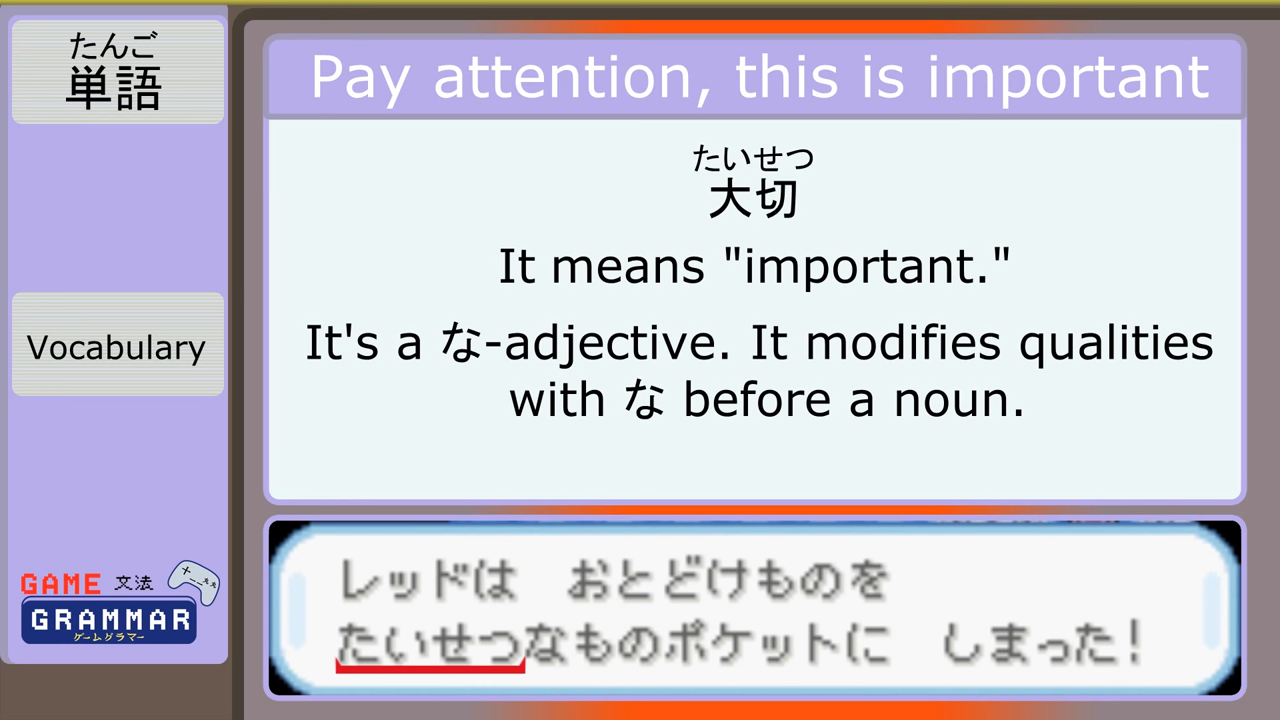 たんご
単語
Vocabulary
GAME 文法
GRAMMAR
ゲームグラマー
Pay attention, this is important
たいせつ
大切
It means "important."
It's a な-adjective. It modifies qualities
with な before a noun.
レッドは　おとどけものを
たいせつなものポケットに　しまった！